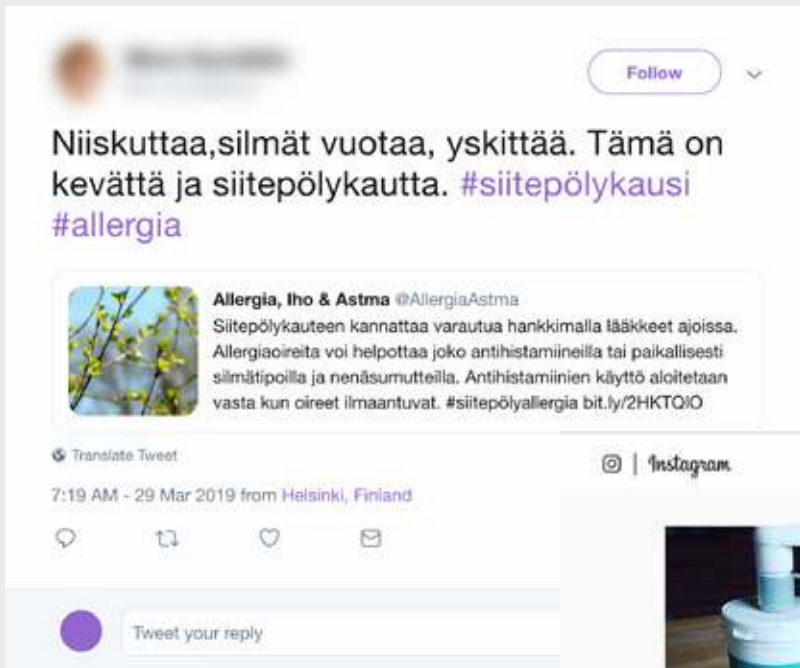 Follow
Niiskuttaa,silmät vuotaa, yskittää. Tämä on
kevättä ja siitepölykautta. #siitepölykausi
#allergia
Allergia, Iho & Astma @AllergiaAstma
Siitepölykauteen kannattaa varautua hankkimalla lääkkeet ajoissa.
Allergiaoireita voi helpottaa joko antihistamiineilla tai paikallisesti
silmätipoilla ja nenäsumutteilla. Antihistamiinien käyttö aloitetaan
vasta kun oireet ilmaantuvat. #siitepölyallergia bit.ly/2HKTQIO
Translate Tweet
7:19 AM - 29 Mar 2019 from Helsinki, Finland
Tweet your reply
| Instagram